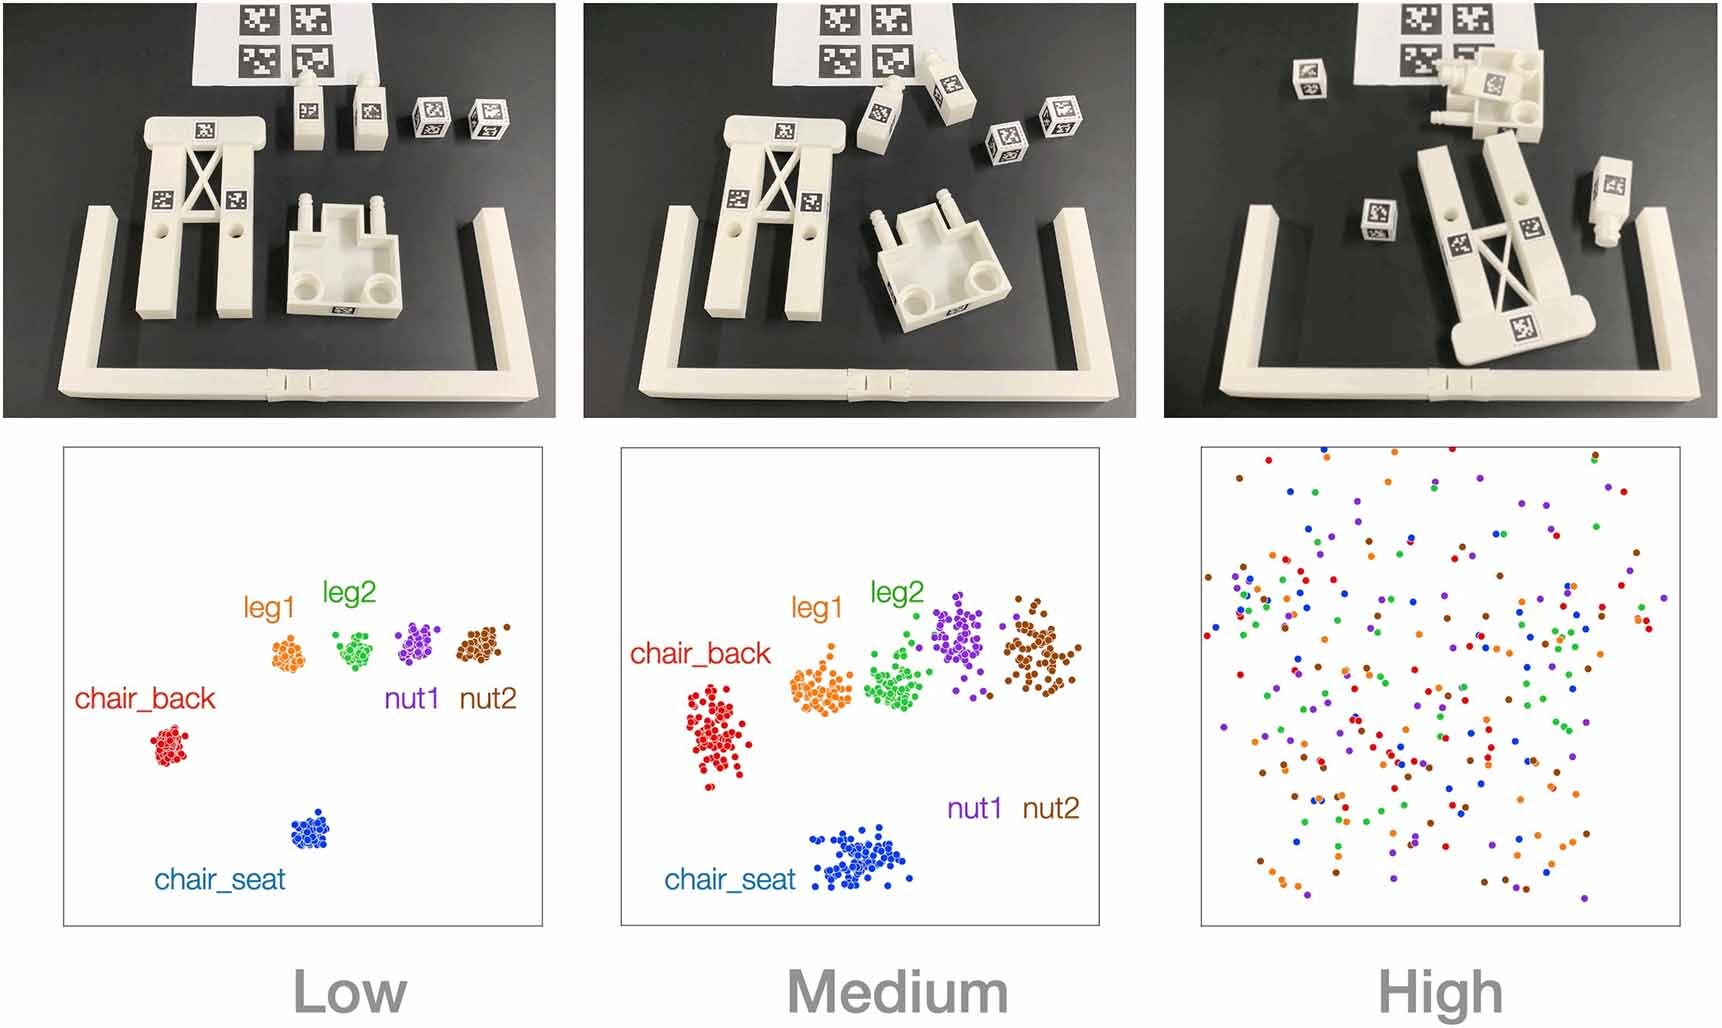 leg1 leg2
chair_back nut1 nut2
chair_seat
leg1 leg2
chair_back
nut1 nut2
chair_seat
Low Medium High